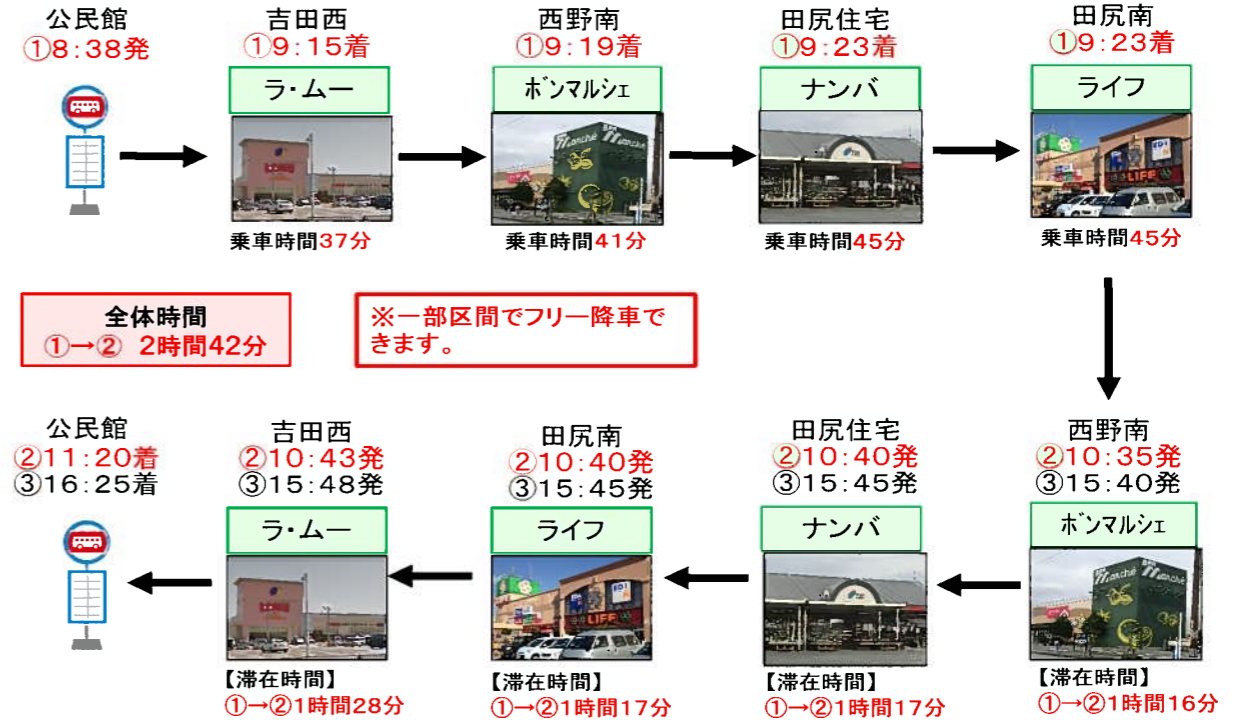 公民館
①8:38発
吉田西
①9:15着
ラ・ムー
乗車時間37分
西野南
①9:19着
ボンマルシェ
乗車時間41分
田尻住宅
①9:23着
ナンバ
乗車時間45分
田尻南
①9:23着
ライフ
LIFE
乗車時間45分
全体時間
①→② 2時間42分
※一部区間でフリー降車で
きます。
公民館
②11:20着
③16:25着
吉田西
②10:43発
③15:48発
ラ・ムー
【滞在時間】
①→②1時間28分
田尻南
②10:40発
③15:45発
ライフ
LIFE
【滞在時間】
①→②1時間17分
田尻住宅
②10:40発
③15:45発
ナンバ
【滞在時間】
①→②1時間17分
西野南
②10:35発
③15:40発
ボンマルシェ
【滞在時間】
①→②1時間16分